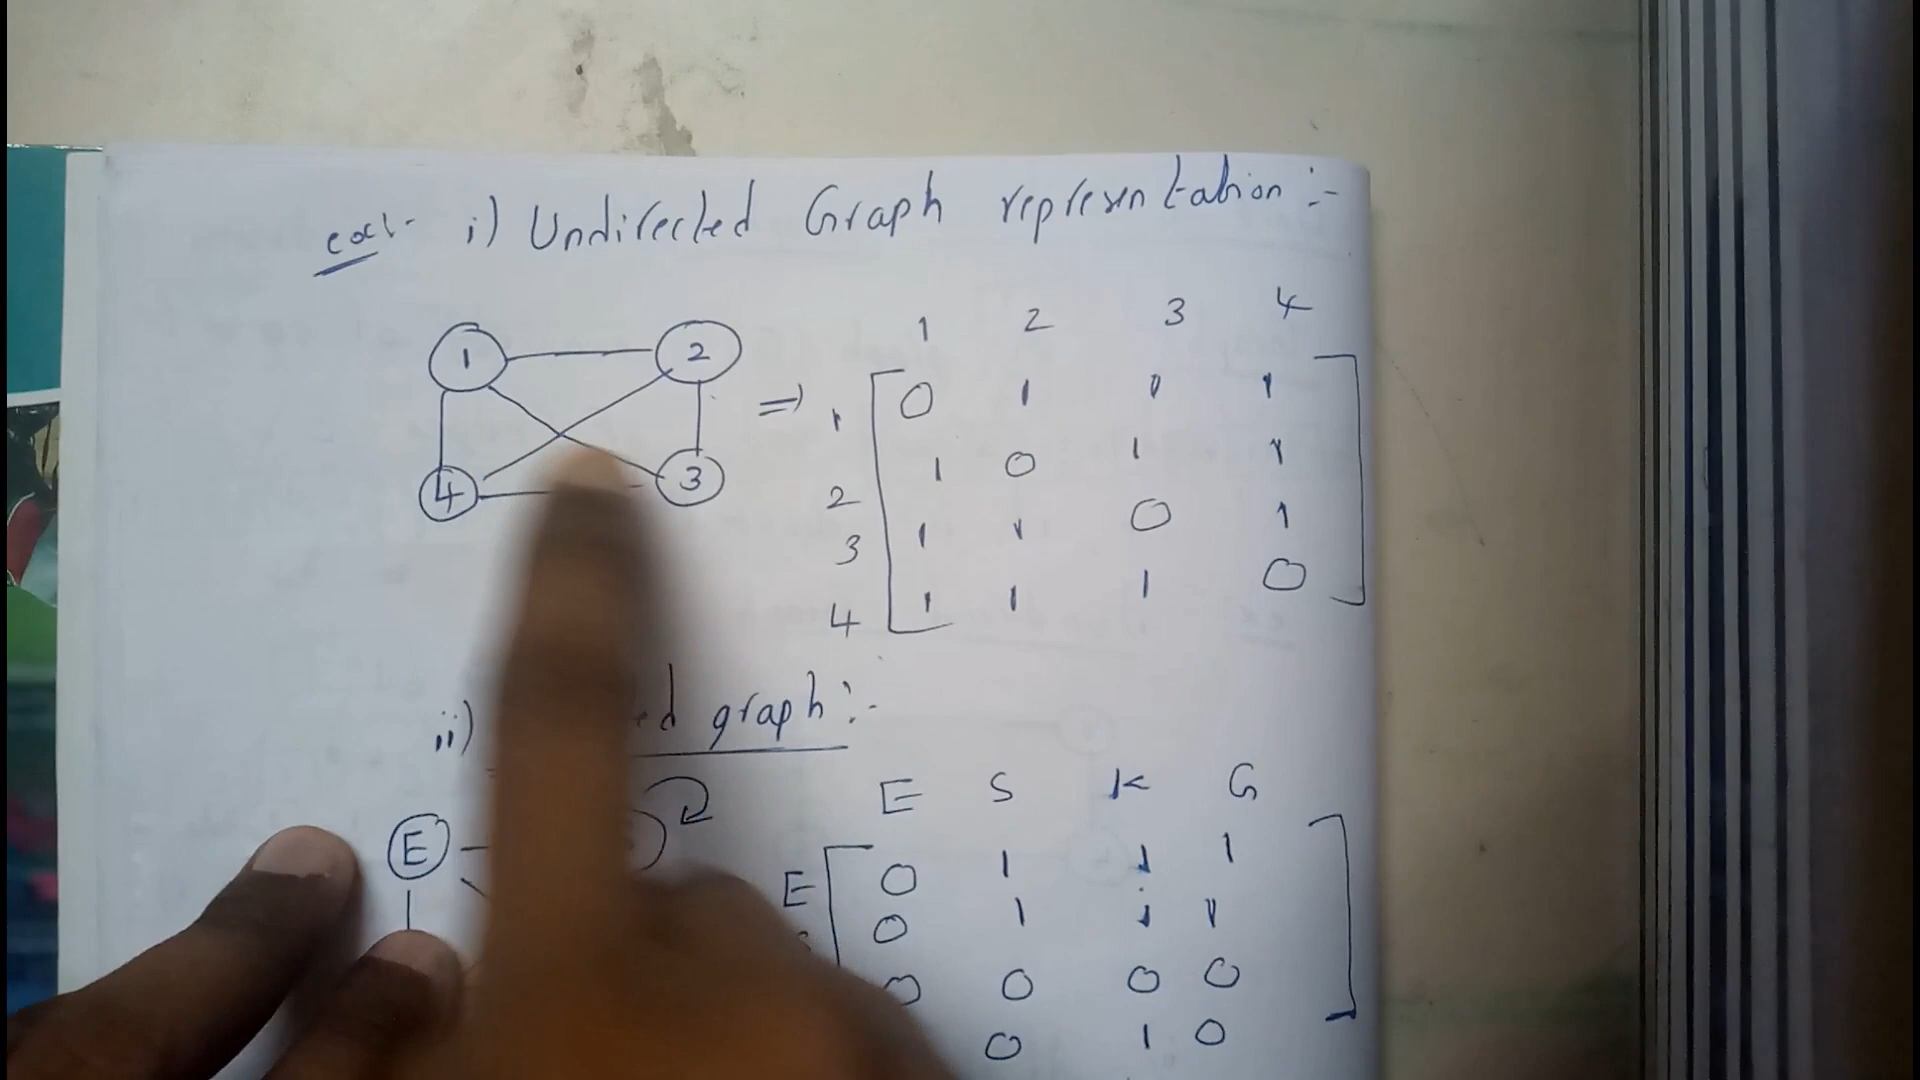 i) Undirected Graph representation :-
1 2 3 4
1 2 4 3
1 0 1 1 1
2 1 0 1 1
3 1 1 0 1
4 1 1 1 0
ii) graph :-
E S K G
E
E 0 1 1 1
0 1 1 1
0 0 0 0
0 1 0